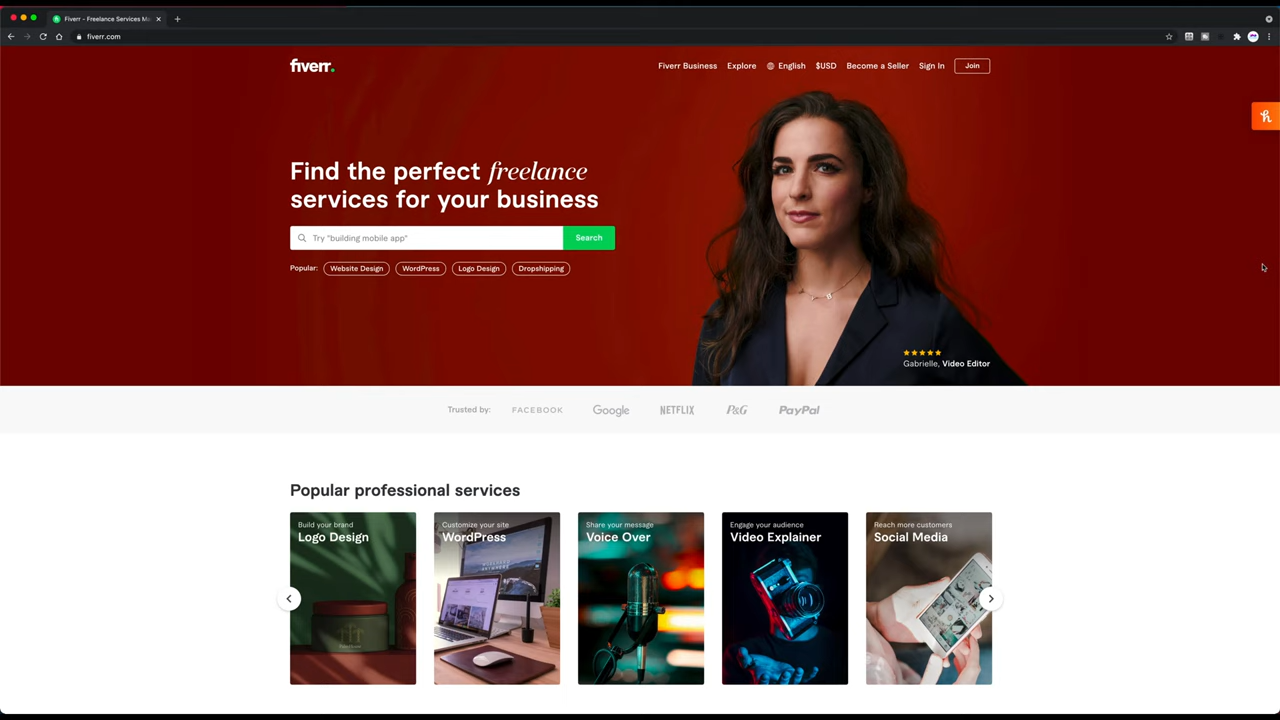 Fiverr - Freelance Services Ma
fiverr.com
fiverr.
Fiverr Business
Explore
English
$USD
Become a Seller
Sign In
Join
Find the perfect freelance
services for your business
Try "building mobile app"
Search
Popular:
Website Design
WordPress
Logo Design
Dropshipping
Gabrielle, Video Editor
Trusted by:
FACEBOOK
Google
NETFLIX
P&G
PayPal
Popular professional services
Build your brand
Logo Design
Customize your site
WordPress
Share your message
Voice Over
Engage your audience
Video Explainer
Reach more customers
Social Media